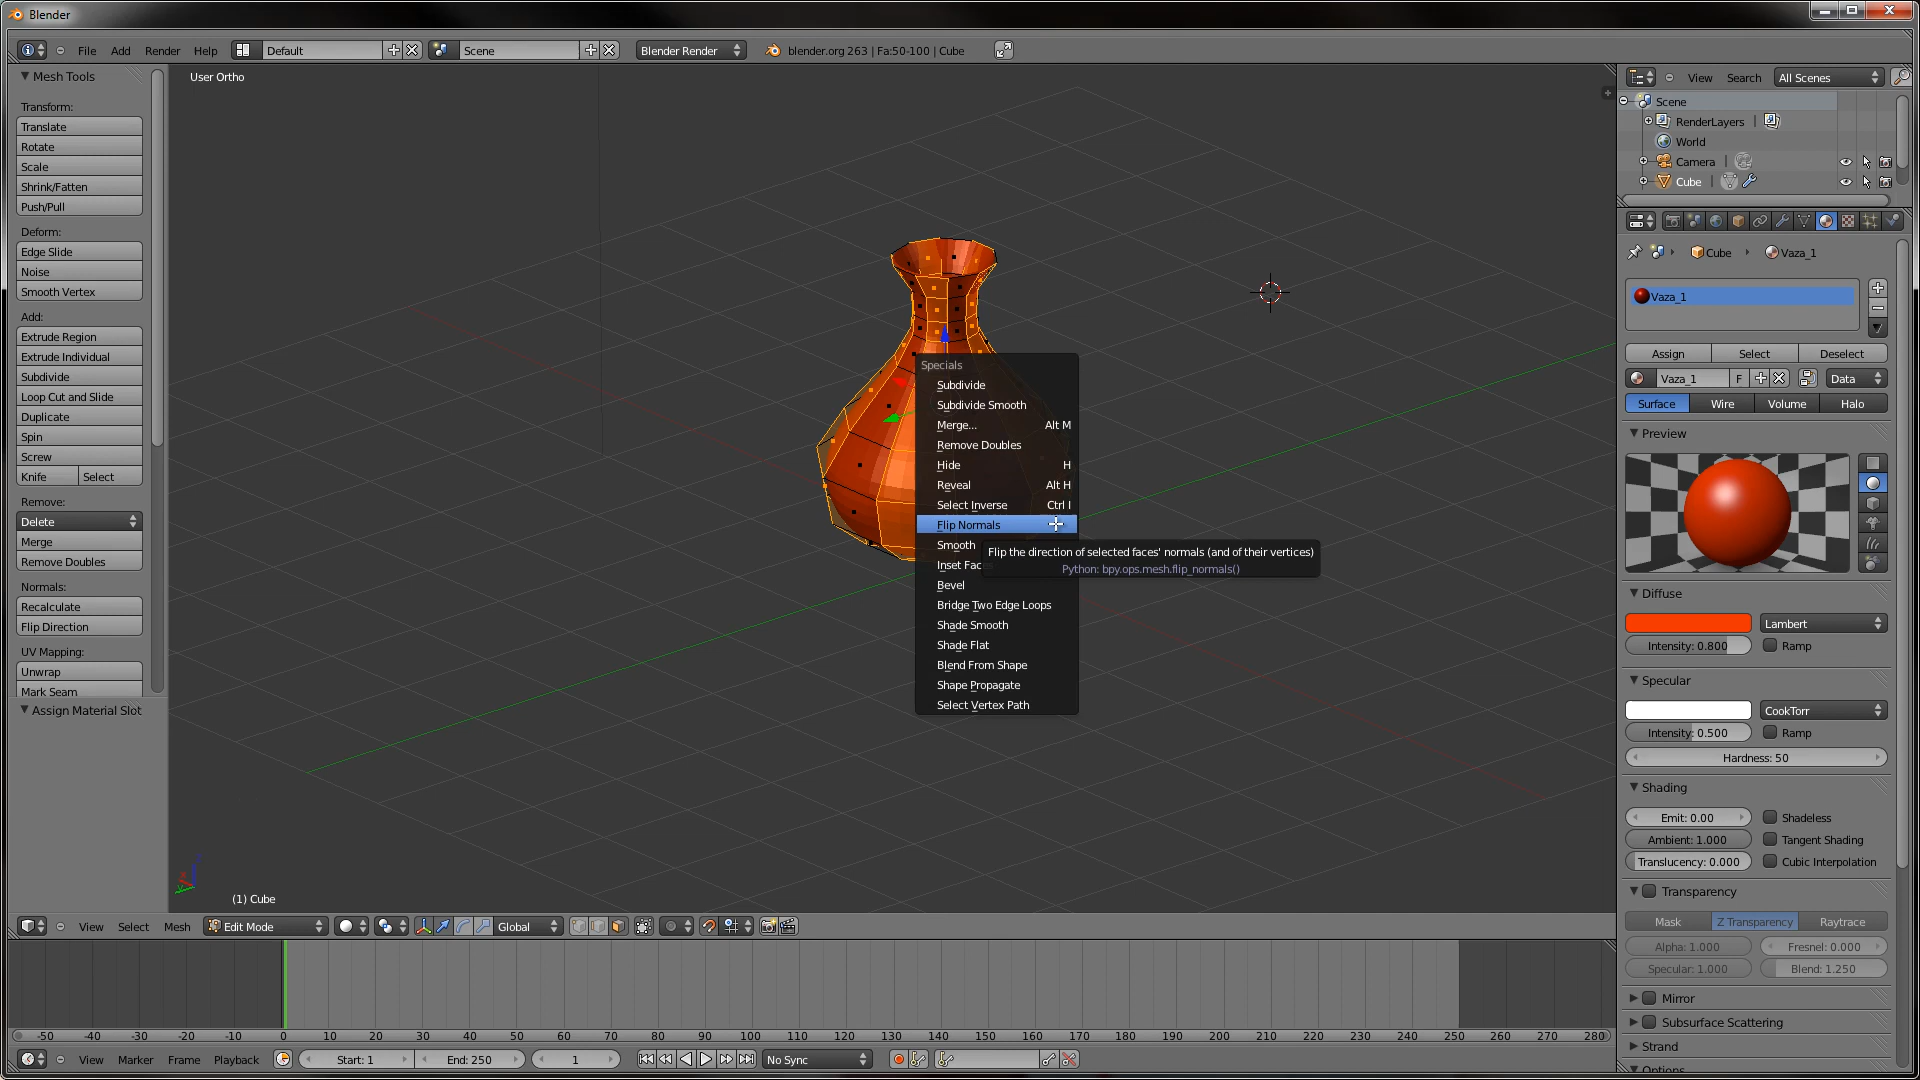 Blender
File Add Render Help Default Scene Blender Render blender.org 263 | Fa:50-100 | Cube
Mesh Tools
Transform:
Translate
Rotate
Scale
Shrink/Fatten
Push/Pull
Deform:
Edge Slide
Noise
Smooth Vertex
Add:
Extrude Region
Extrude Individual
Subdivide
Loop Cut and Slide
Duplicate
Spin
Screw
Knife Select
Remove:
Delete
Merge
Remove Doubles
Normals:
Recalculate
Flip Direction
UV Mapping:
Unwrap
Mark Seam
Assign Material Slot
User Ortho
Specials
Subdivide
Subdivide Smooth
Merge... Alt M
Remove Doubles
Hide H
Reveal Alt H
Select Inverse Ctrl I
Flip Normals
Smooth
Inset Fac
Bevel
Bridge Two Edge Loops
Shade Smooth
Shade Flat
Blend From Shape
Shape Propagate
Select Vertex Path
Flip the direction of selected faces' normals (and of their vertices)
Python: bpy.ops.mesh.flip_normals()
(1) Cube
View Select Mesh Edit Mode Global
-50 -40 -30 -20 -10 0 10 20 30 40 50 60 70 80 90 100 110 120 130 140 150 160 170 180 190 200 210 220 230 240 250 260 270 280
View Marker Frame Playback Start: 1 End: 250 1 No Sync
View Search All Scenes
Scene
RenderLayers |
World
Camera |
Cube |
Cube Vaza_1
Vaza_1
Assign Select Deselect
Vaza_1 F Data
Surface Wire Volume Halo
Preview
Diffuse
Lambert
Intensity: 0.800 Ramp
Specular
CookTorr
Intensity: 0.500 Ramp
Hardness: 50
Shading
Emit: 0.00 Shadeless
Ambient: 1.000 Tangent Shading
Translucency: 0.000 Cubic Interpolation
Transparency
Mask Z Transparency Raytrace
Alpha: 1.000 Fresnel: 0.000
Specular: 1.000 Blend: 1.250
Mirror
Subsurface Scattering
Strand
Options